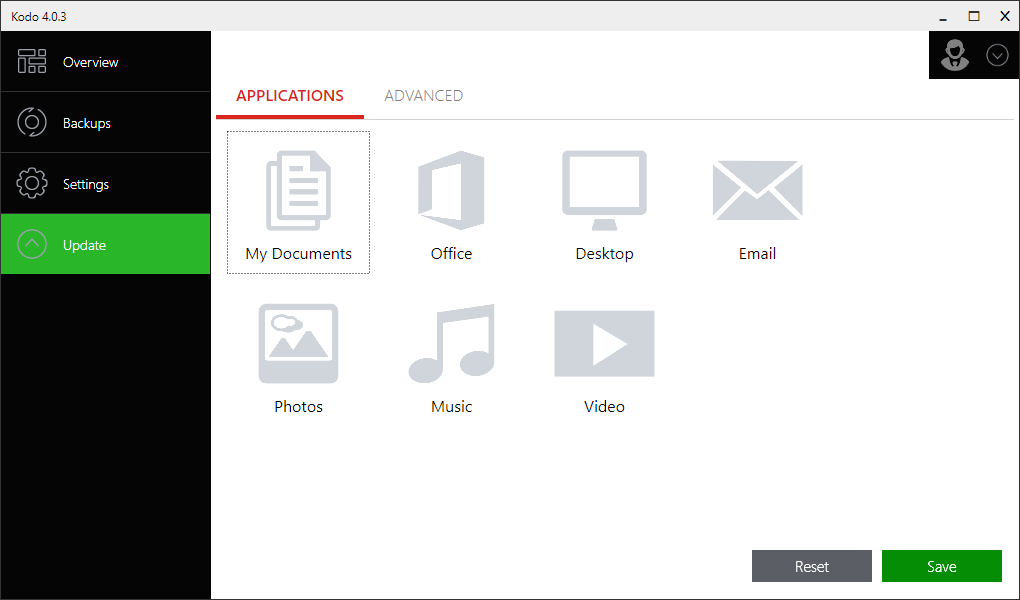 Kodo 4.0.3
Overview
Backups
Settings
Update
APPLICATIONS ADVANCED
My Documents Office Desktop Email
Photos Music Video
Reset Save